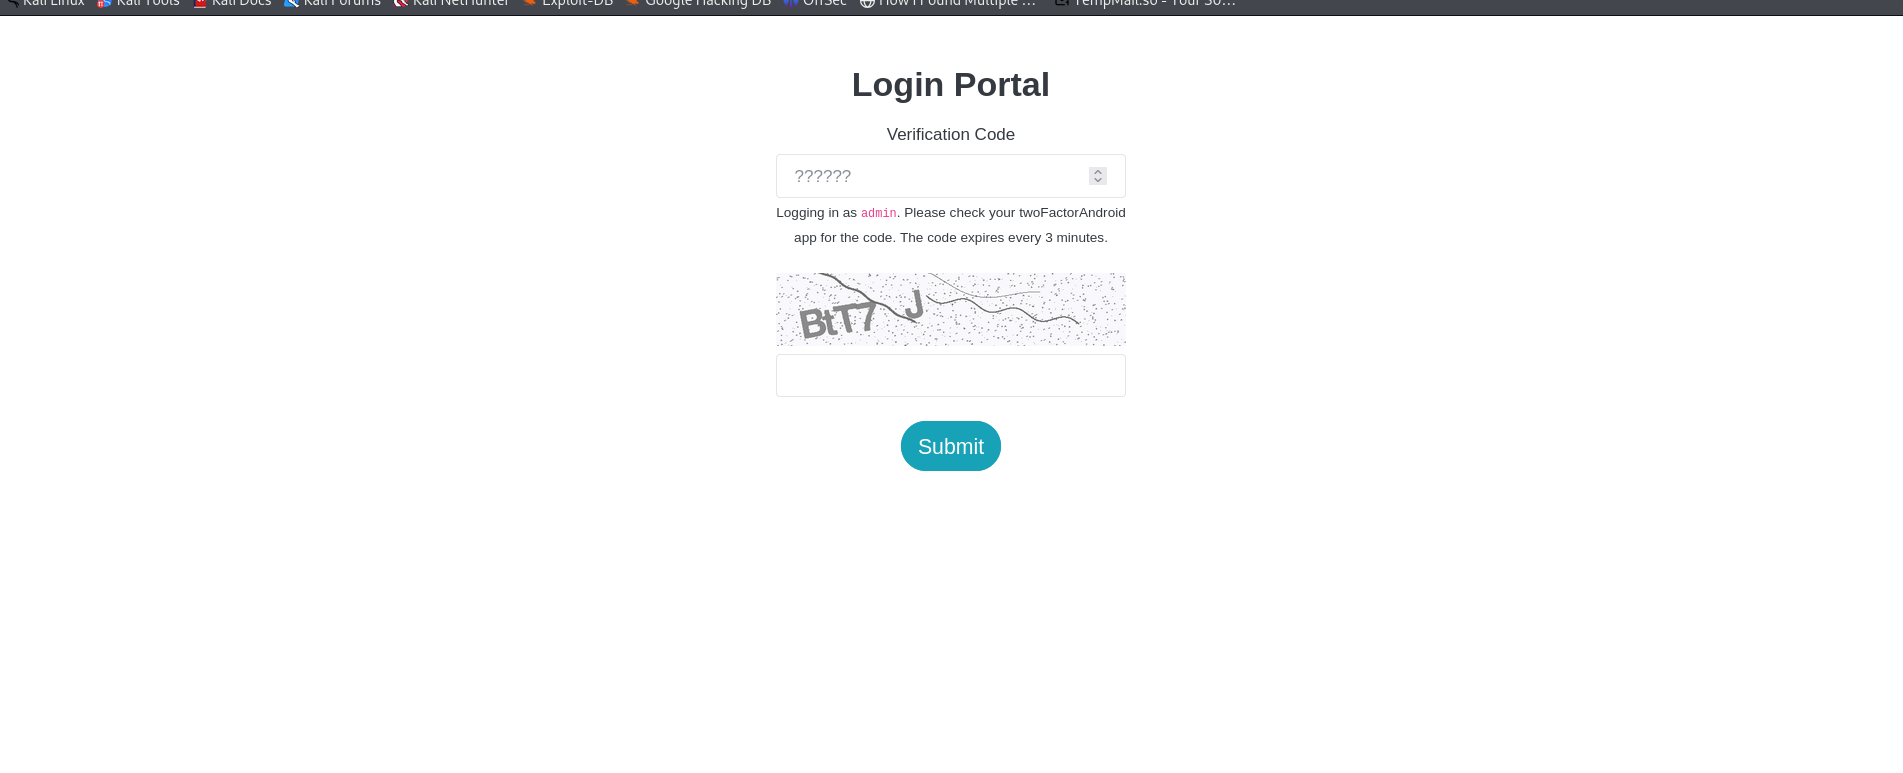 Kali Linux Kali Tools Kali Docs Kali Forums Kali NetHunter Exploit-DB Google Hacking DB OffSec How I Found Multiple … TempMail.so - Your 30…
Login Portal
Verification Code
??????
Logging in as admin. Please check your twoFactorAndroid
app for the code. The code expires every 3 minutes.
BtT7 J
Submit